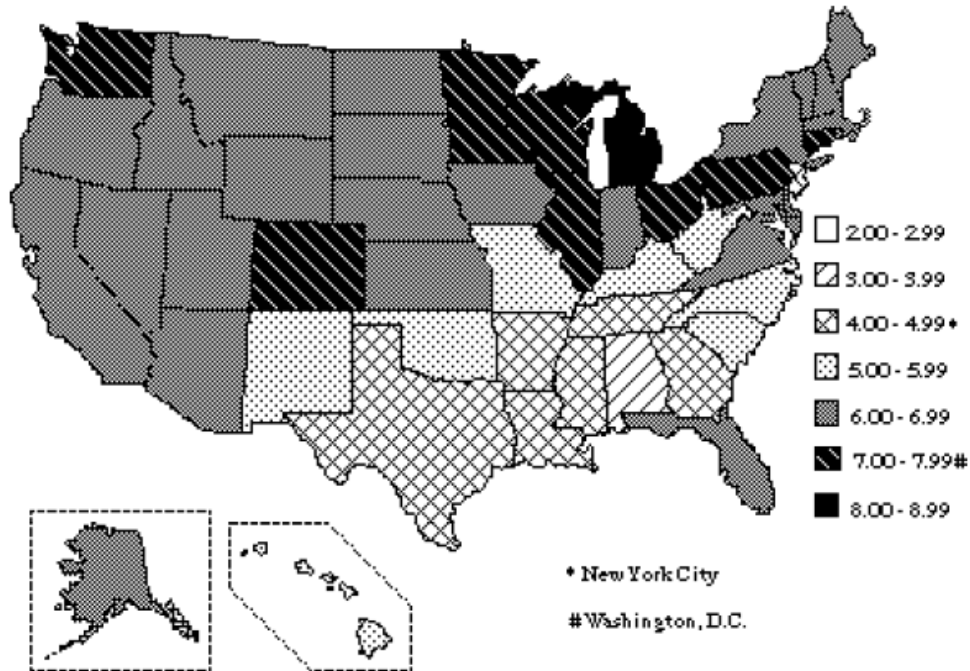 2.00 - 2.99
3.00 - 3.99
4.00 - 4.99*
5.00 - 5.99
6.00 - 6.99
7.00 - 7.99#
8.00 - 8.99
* New York City
# Washington, D.C.